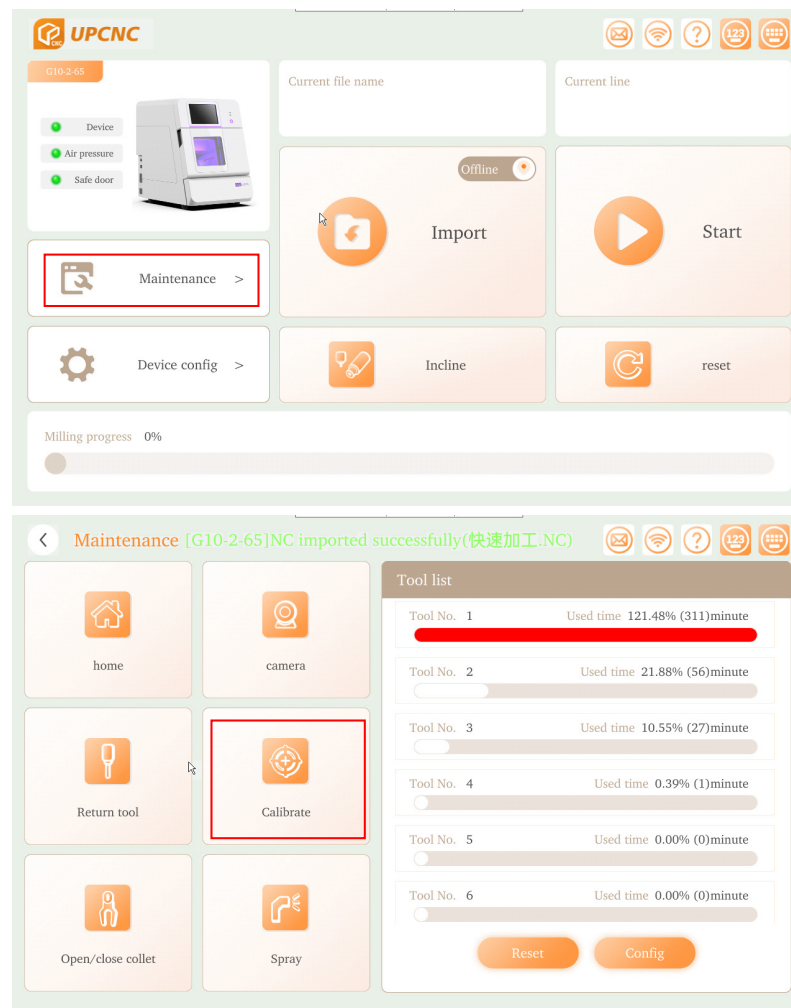 UPCNC
CNC
123
G10-2-65
Device
Air pressure
Safe door
Current file name
Current line
Offline
Import
Start
Maintenance >
Device config >
Incline
reset
Milling progress 0%
Maintenance [G10-2-65]NC imported successfully(快速加工.NC)
123
home
camera
Return tool
Calibrate
Open/close collet
Spray
Tool list
Tool No. 1 Used time 121.48% (311)minute
Tool No. 2 Used time 21.88% (56)minute
Tool No. 3 Used time 10.55% (27)minute
Tool No. 4 Used time 0.39% (1)minute
Tool No. 5 Used time 0.00% (0)minute
Tool No. 6 Used time 0.00% (0)minute
Reset
Config